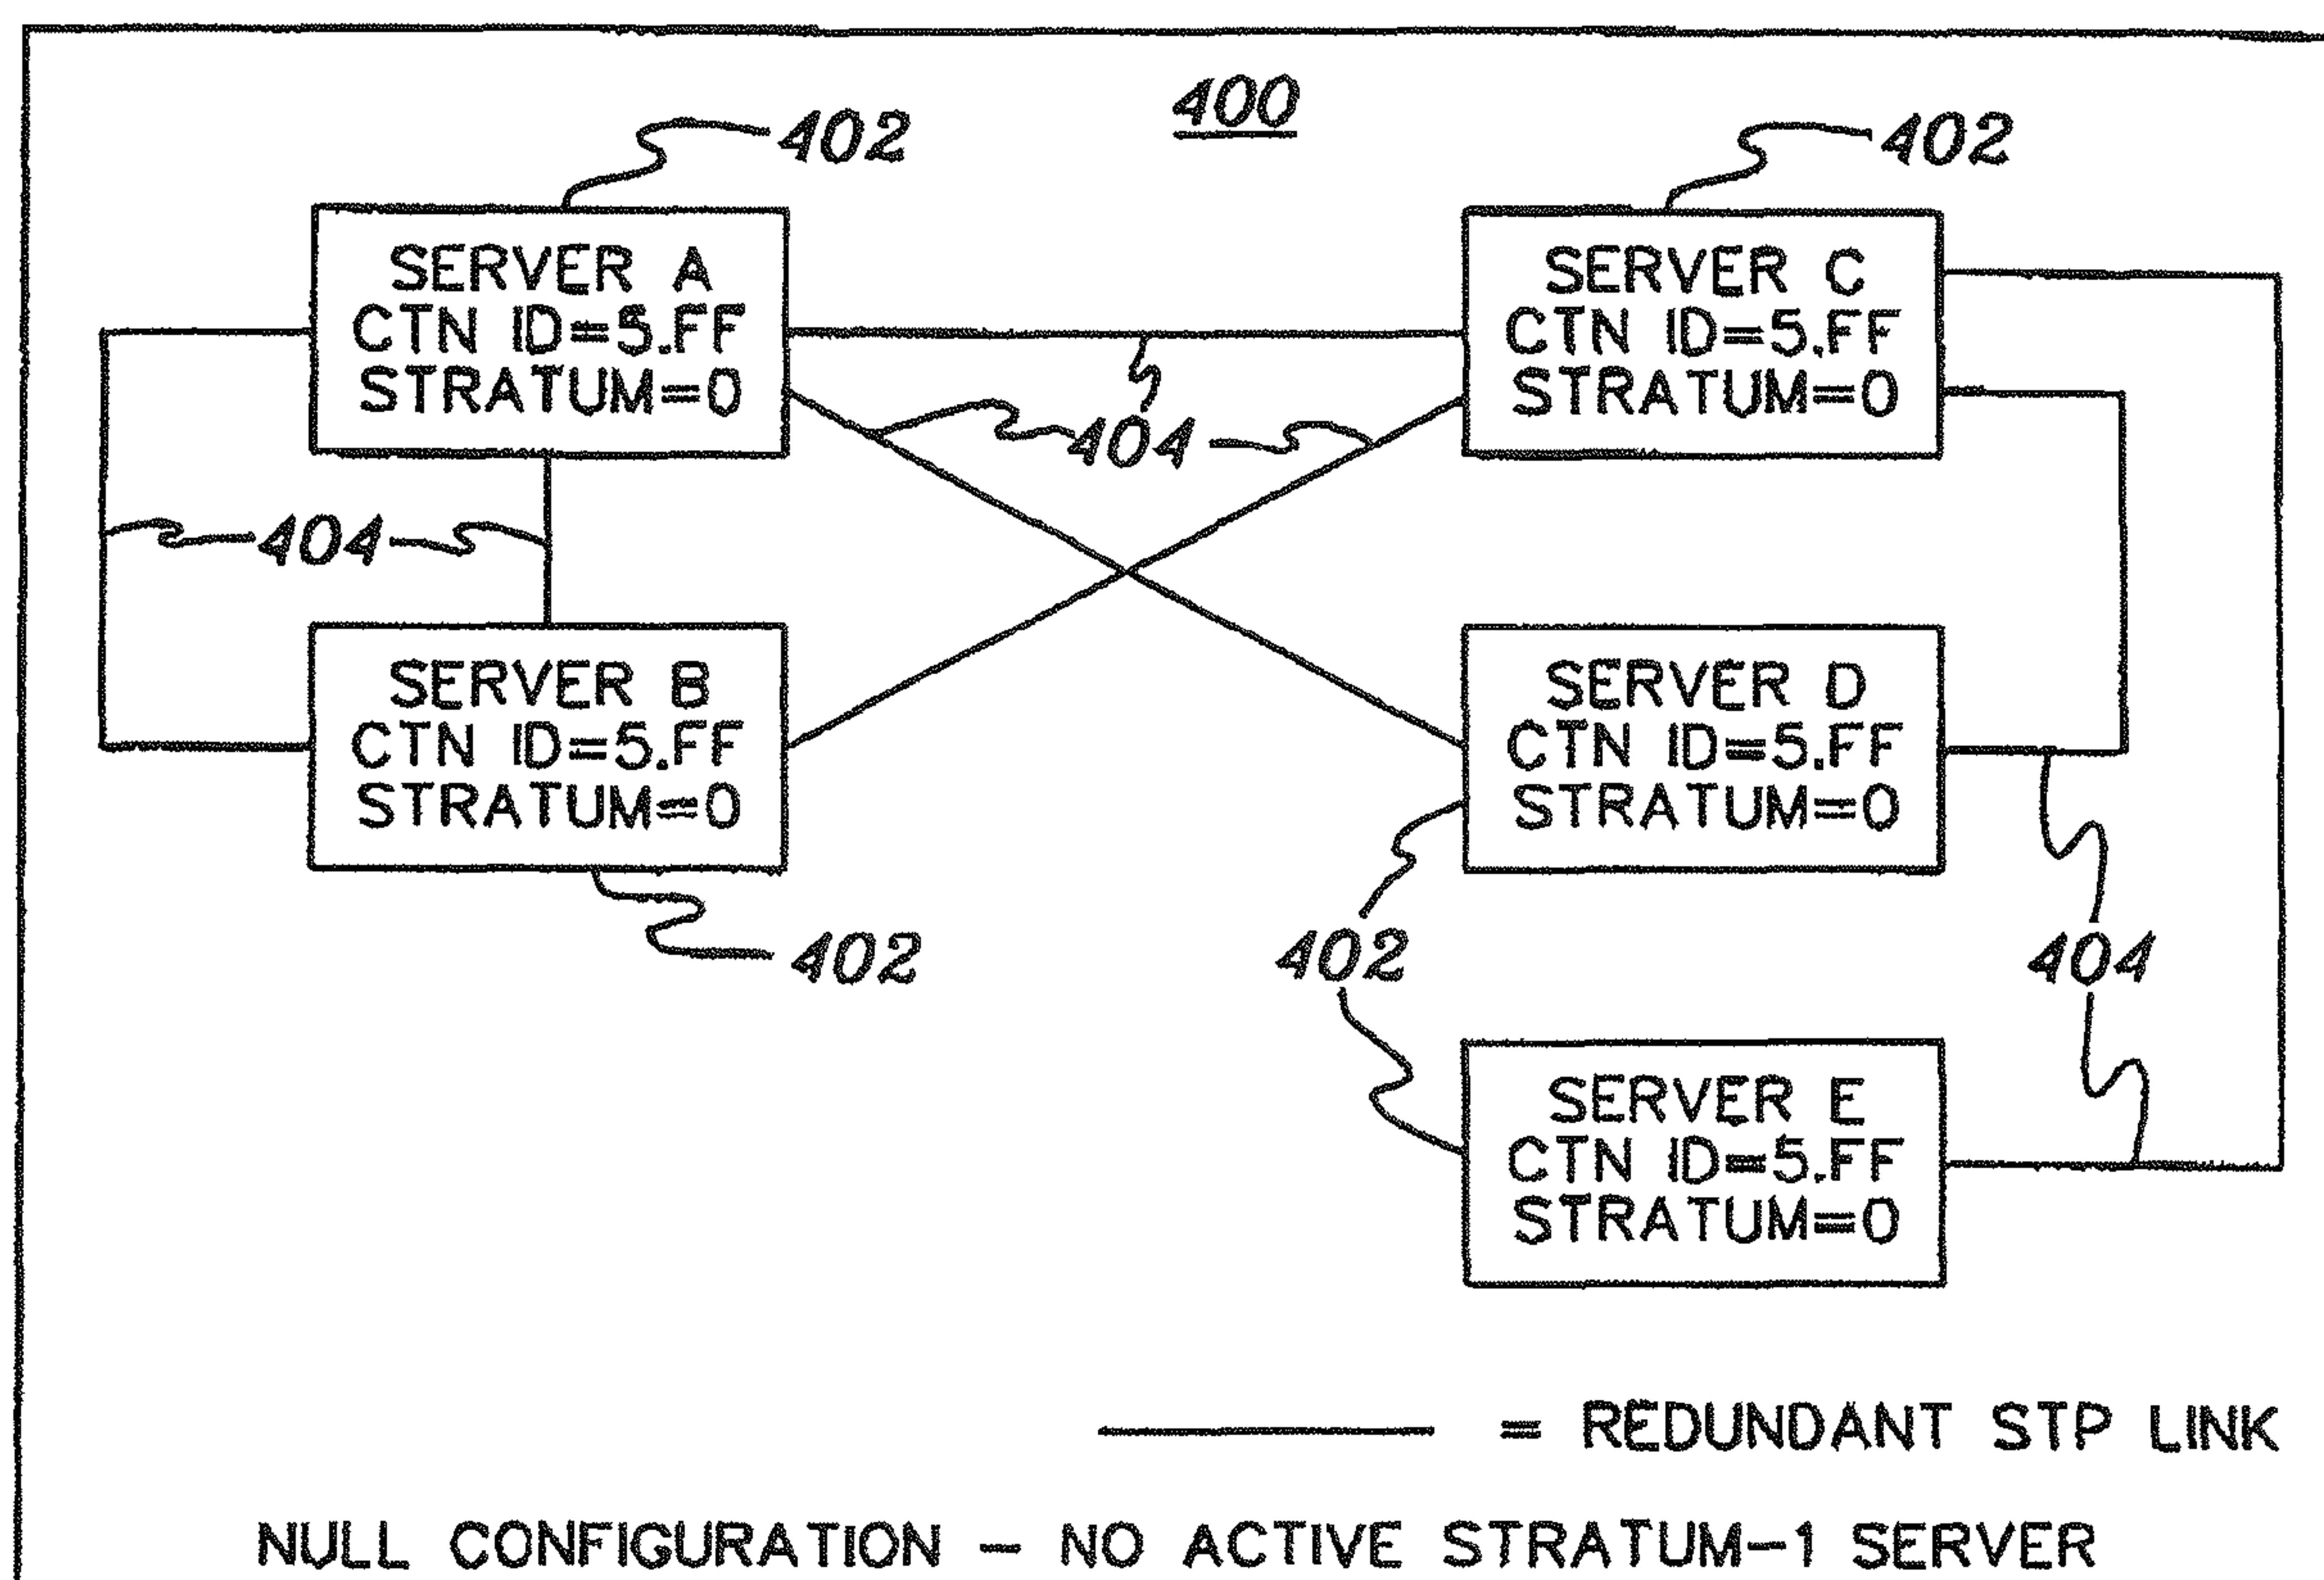 400
402
402
SERVER A
CTN ID=5.FF
STRATUM=0
SERVER C
CTN ID=5.FF
STRATUM=0
404
404
SERVER B
CTN ID=5.FF
STRATUM=0
SERVER D
CTN ID=5.FF
STRATUM=0
402
402
404
SERVER E
CTN ID=5.FF
STRATUM=0
= REDUNDANT STP LINK
NULL CONFIGURATION – NO ACTIVE STRATUM–1 SERVER